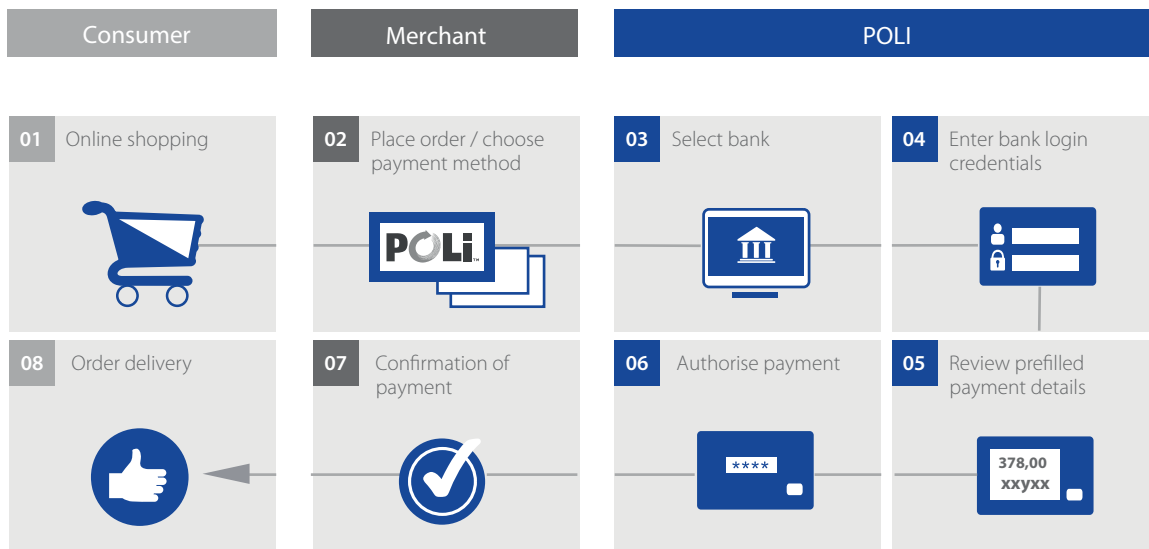 Consumer
Merchant
POLI
01 Online shopping
02 Place order / choose
payment method
POLi™
03 Select bank
04 Enter bank login
credentials
08 Order delivery
07 Confirmation of
payment
06 Authorise payment
****
05 Review prefilled
payment details
378,00
xxyxx